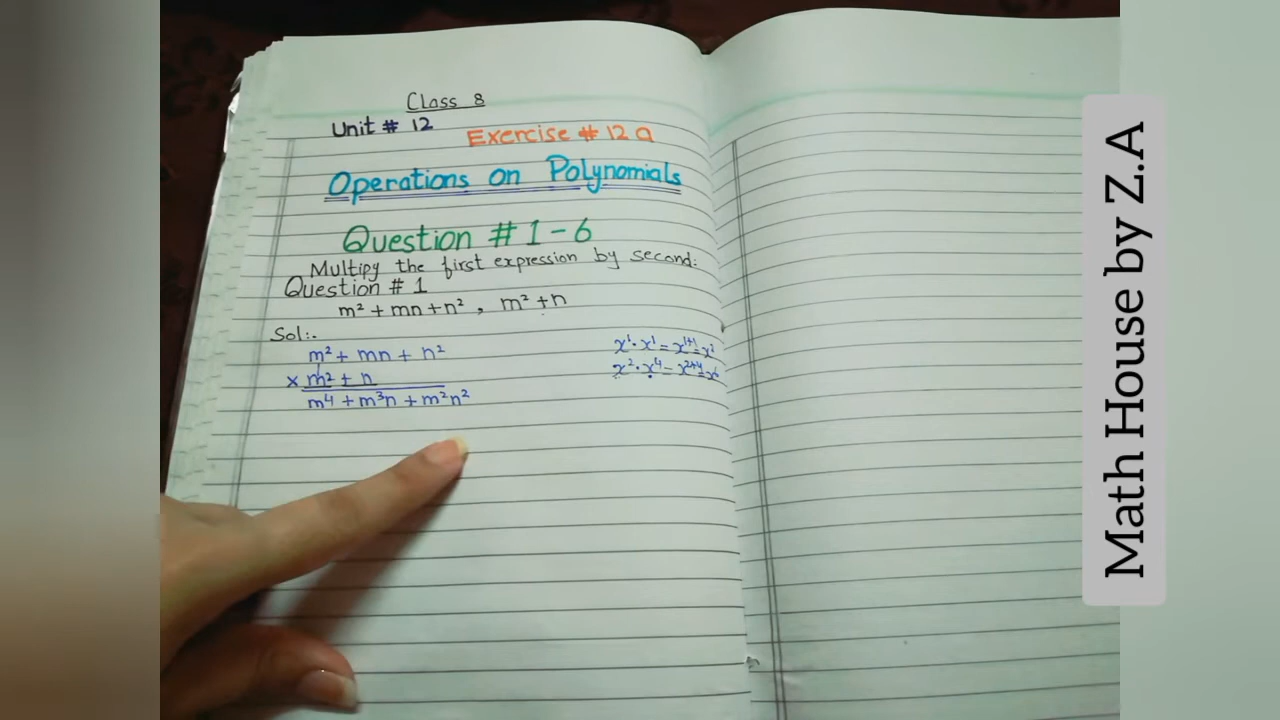 Class 8
Unit # 12
Exercise # 12 a
Operations on Polynomials
Question # 1-6
Multipy the first expression by second:
Question # 1
m² + mn + n² , m² + n
Sol:-
m² + mn + n²
x¹·x¹=x¹⁺¹=x²
× m² + n
x²·x⁴=x²⁺⁴=x⁶
m⁴ + m³n + m²n²
Math House by Z.A